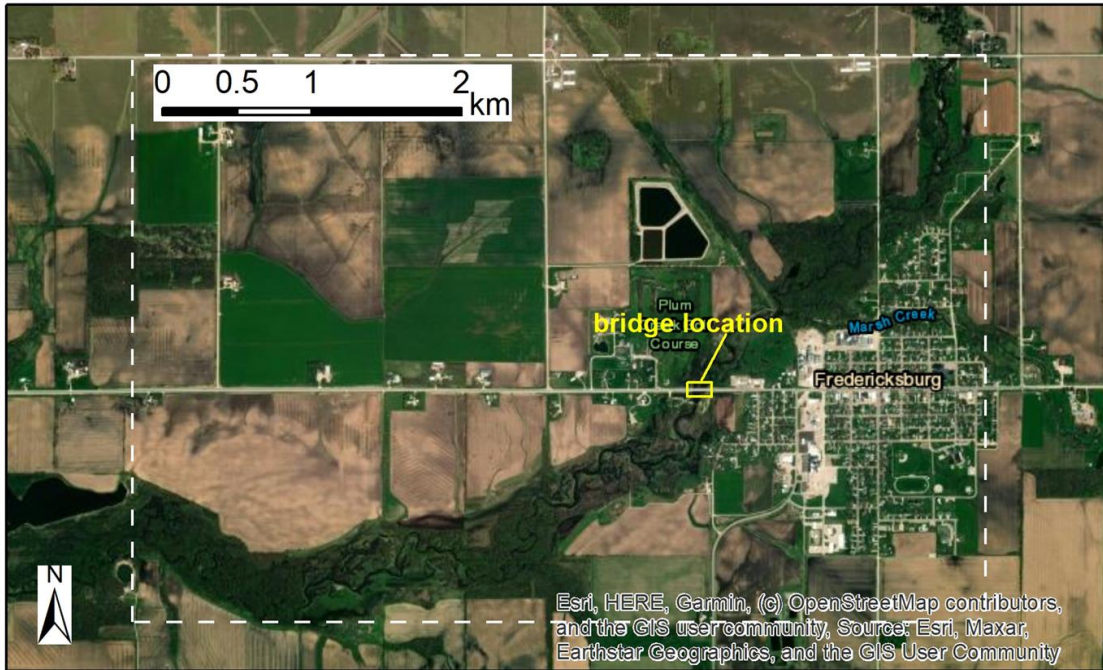 0 0.5 1 2
km
Plum
bridge location
Course
Marsh Creek
Fredericksburg
N
Esri, HERE, Garmin, (c) OpenStreetMap contributors,
and the GIS user community, Source: Esri, Maxar,
Earthstar Geographics, and the GIS User Community